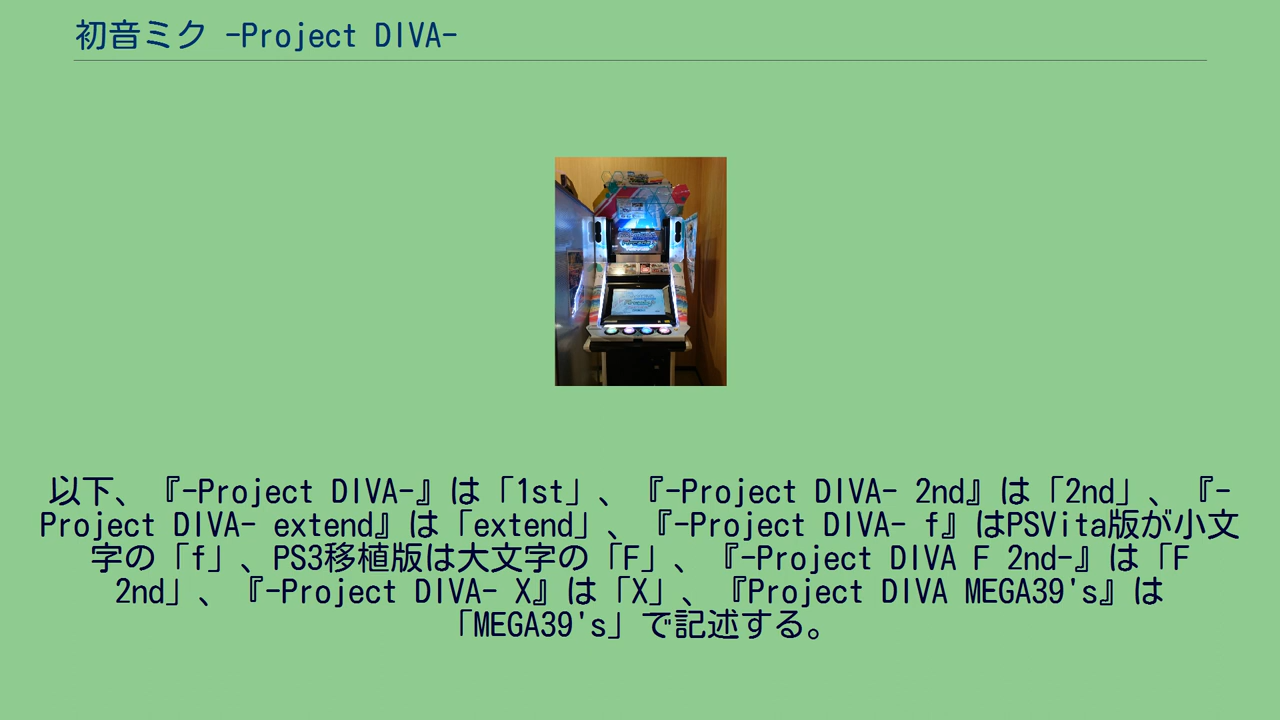 初音ミク -Project DIVA-
以下、『-Project DIVA-』は「1st」、『-Project DIVA- 2nd』は「2nd」、『-
Project DIVA- extend』は「extend」、『-Project DIVA- f』はPSVita版が小文
字の「f」、PS3移植版は大文字の「F」、『-Project DIVA F 2nd-』は「F
2nd」、『-Project DIVA- X』は「X」、『Project DIVA MEGA39's』は
「MEGA39's」で記述する。